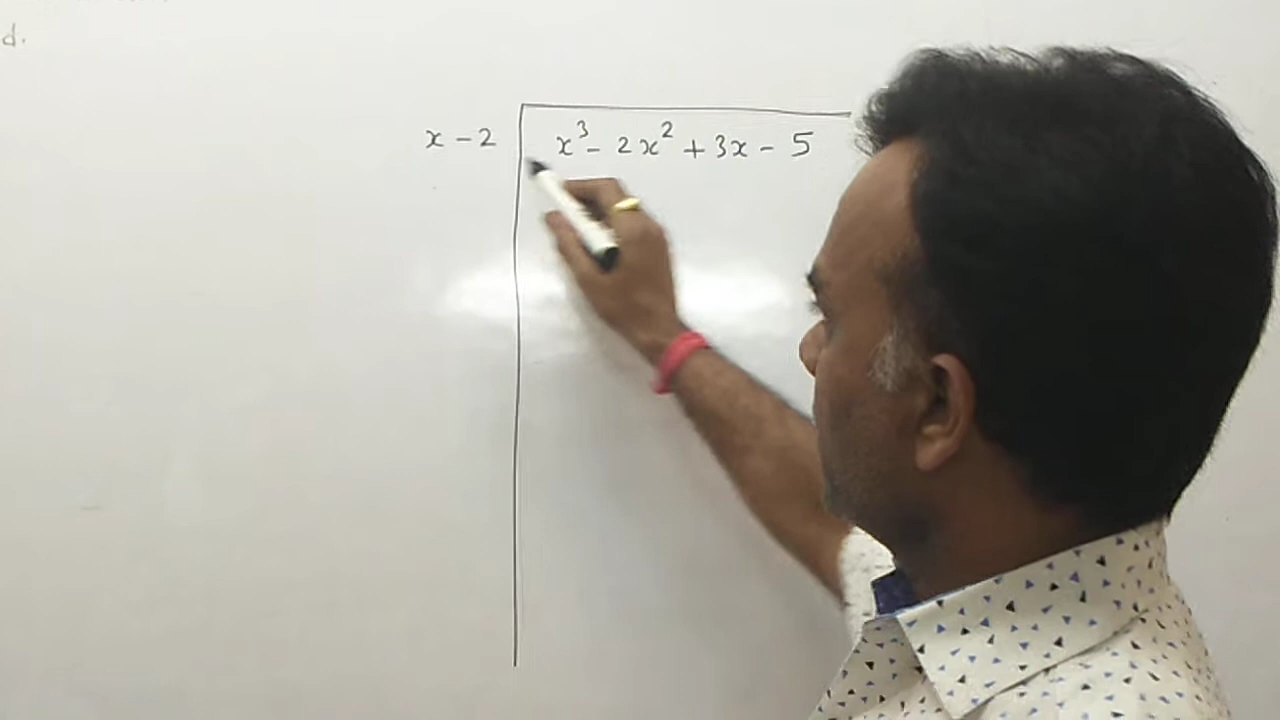 d.
x - 2 x³ - 2x² + 3x - 5